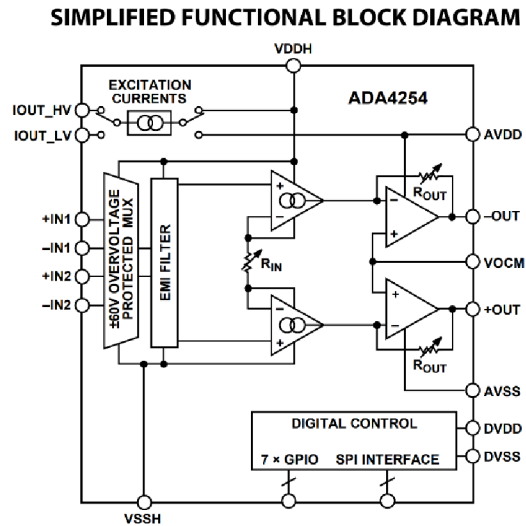 SIMPLIFIED FUNCTIONAL BLOCK DIAGRAM
VDDH
EXCITATION
CURRENTS
ADA4254
IOUT_HV
IOUT_LV
AVDD
ROUT
+IN1
–IN1
+IN2
–IN2
±60V OVERVOLTAGE
PROTECTED MUX
EMI FILTER
+
–
RIN
–
+
–
+
–OUT
VOCM
+
–
+OUT
ROUT
AVSS
DIGITAL CONTROL
7 × GPIO SPI INTERFACE
DVDD
DVSS
VSSH